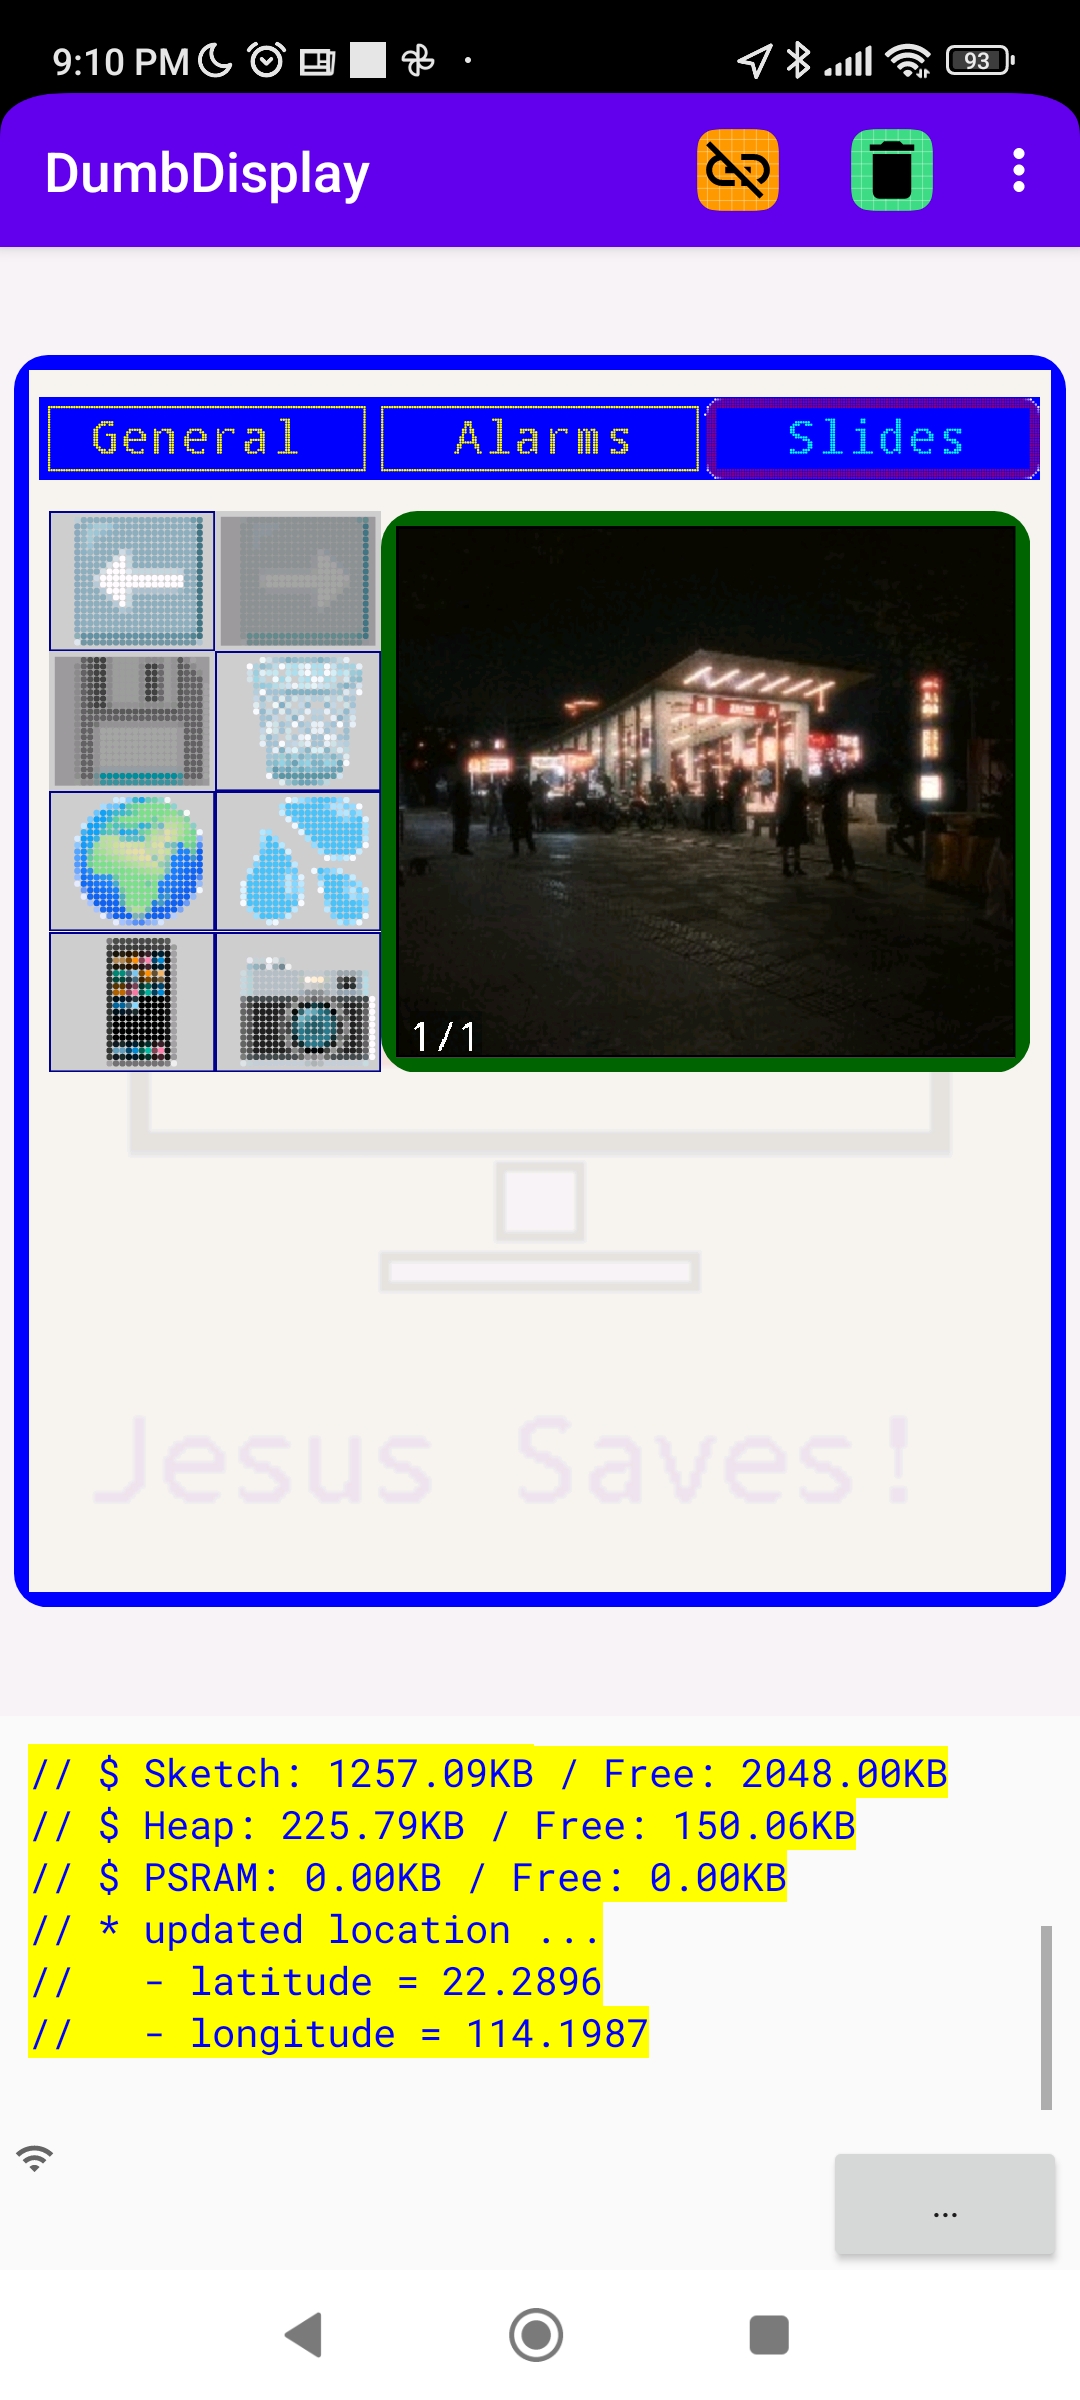 9:10 PM
93
DumbDisplay
General Alarms Slides
1/1
Jesus Saves!
// $ Sketch: 1257.09KB / Free: 2048.00KB
// $ Heap: 225.79KB / Free: 150.06KB
// $ PSRAM: 0.00KB / Free: 0.00KB
// * updated location ...
//   - latitude = 22.2896
//   - longitude = 114.1987
...